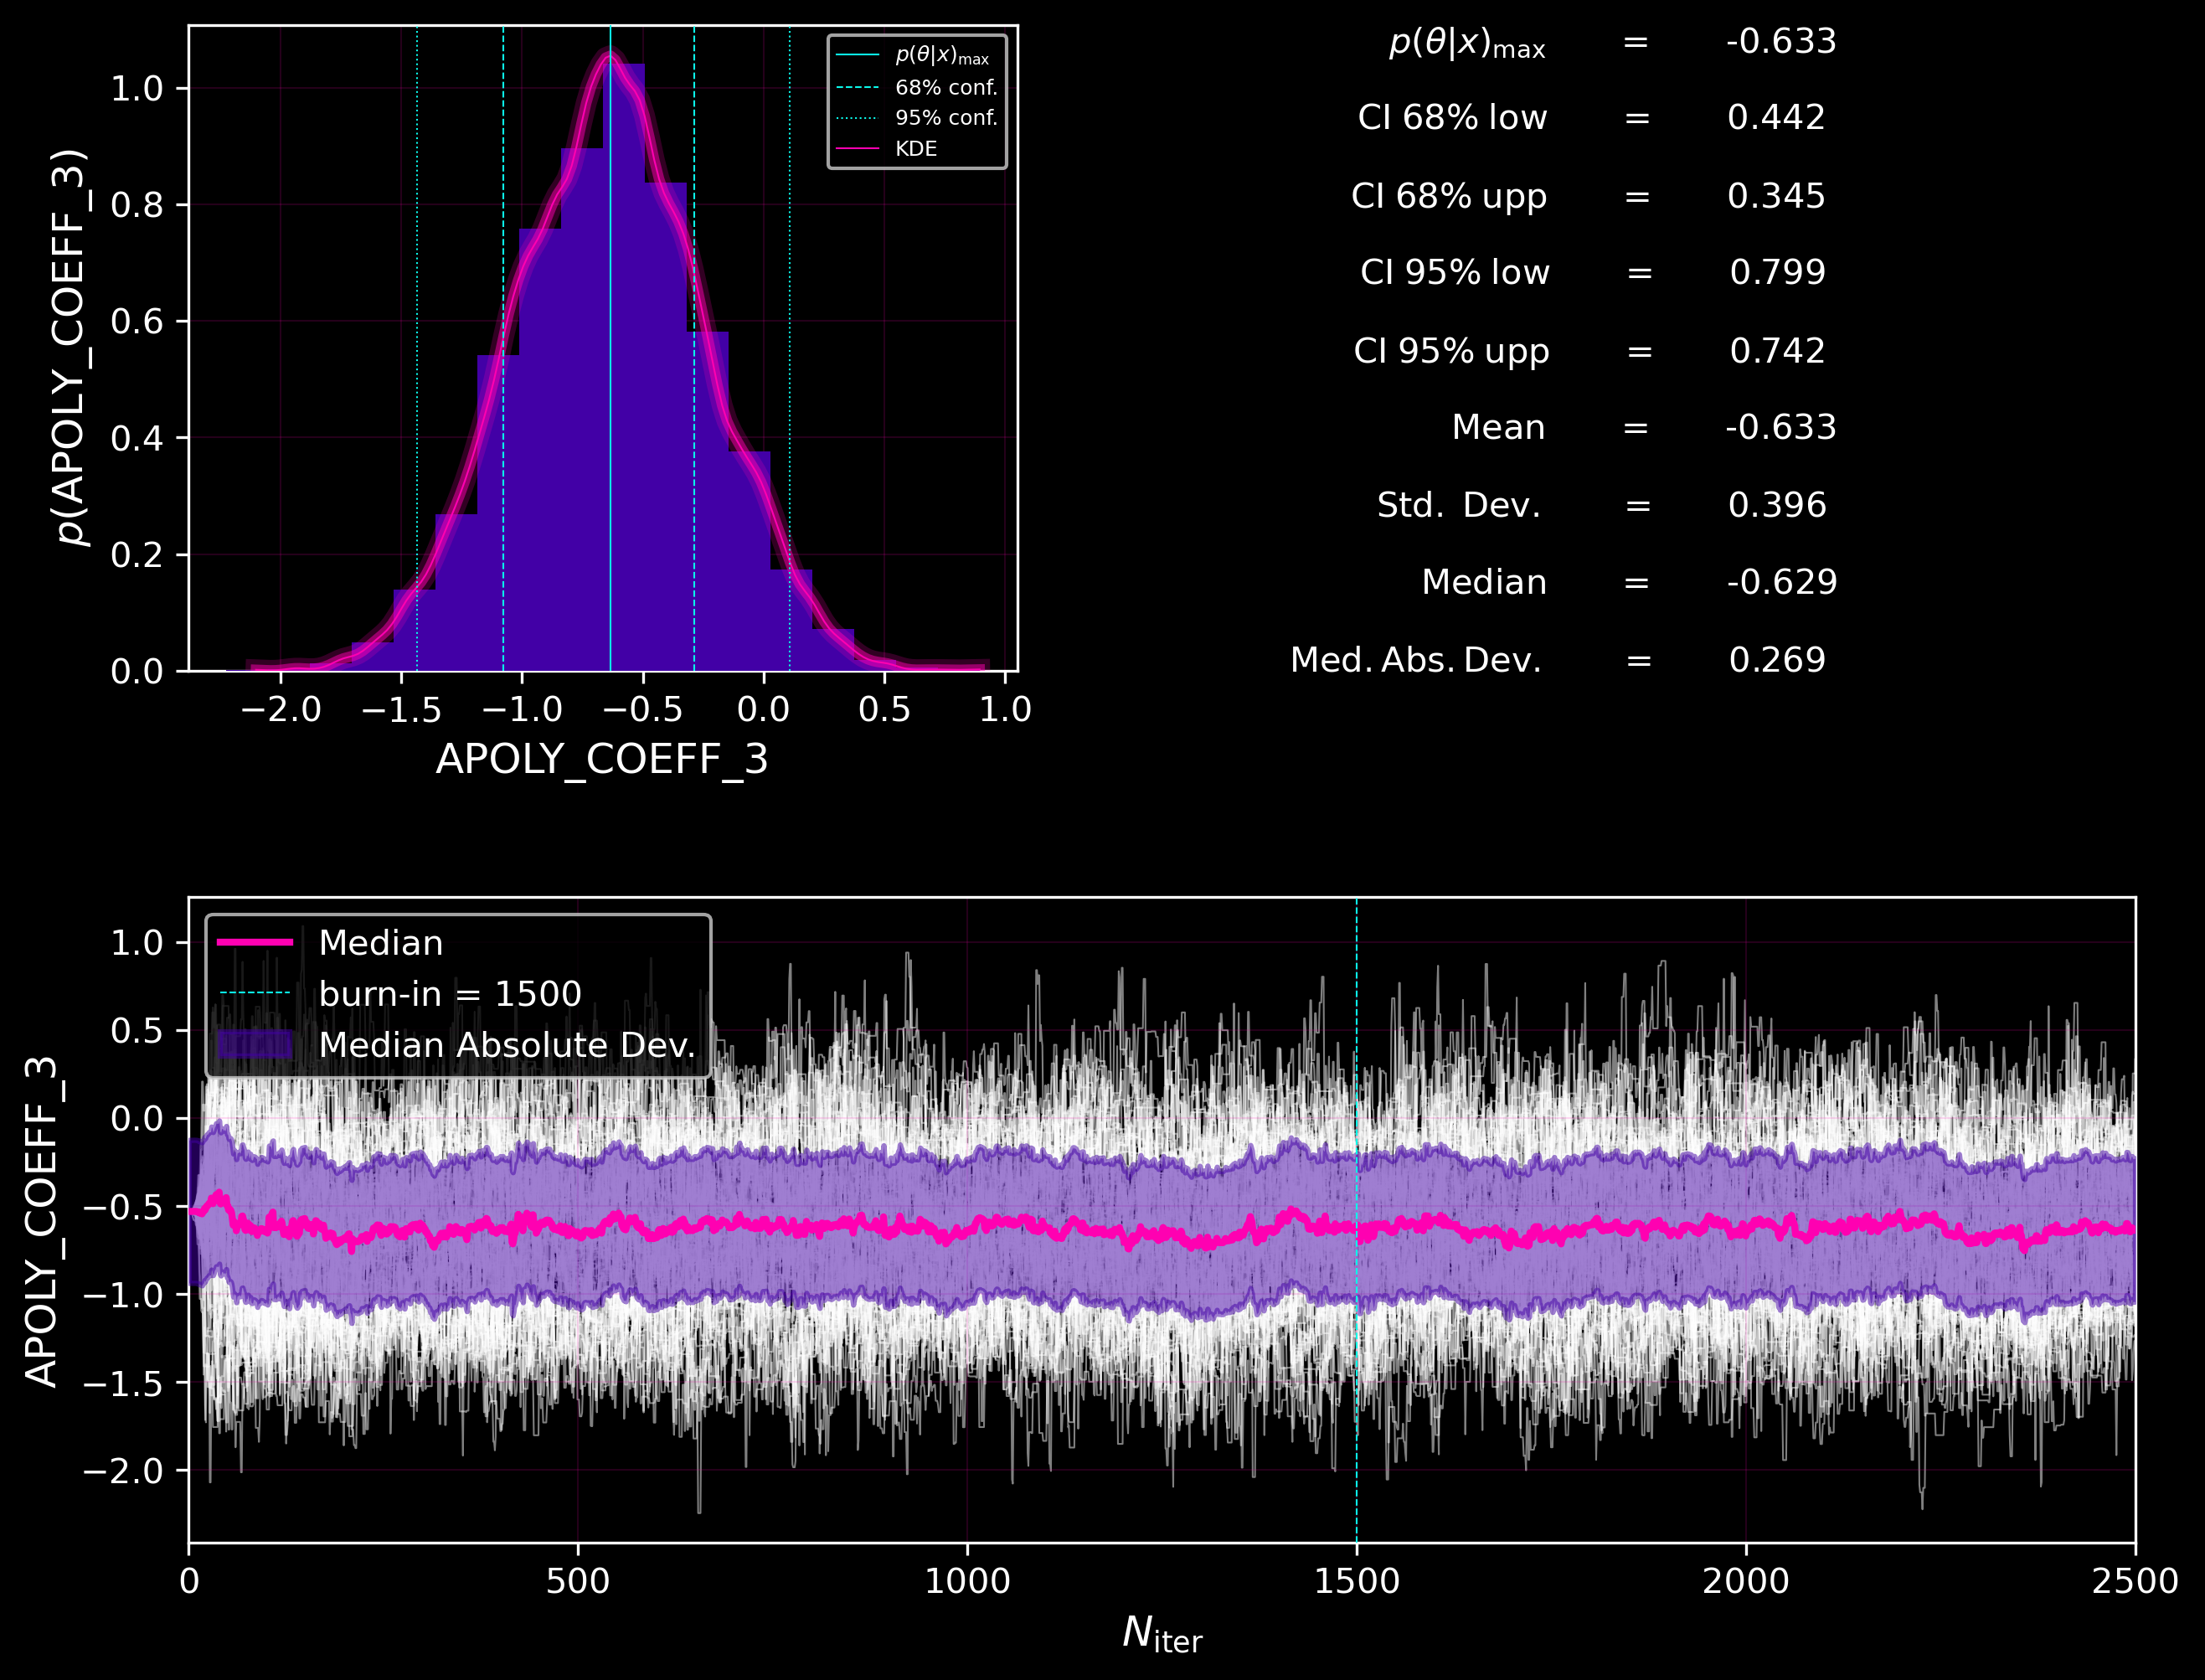 p(θ|x)max
68% conf.
95% conf.
KDE
1.0
0.8
0.6
0.4
0.2
0.0
p(APOLY_COEFF_3)
−2.0 −1.5 −1.0 −0.5 0.0 0.5 1.0
APOLY_COEFF_3
p(θ|x)max = -0.633
CI 68% low = 0.442
CI 68% upp = 0.345
CI 95% low = 0.799
CI 95% upp = 0.742
Mean = -0.633
Std. Dev. = 0.396
Median = -0.629
Med. Abs. Dev. = 0.269
Median
burn-in = 1500
Median Absolute Dev.
1.0
0.5
0.0
−0.5
−1.0
−1.5
−2.0
APOLY_COEFF_3
0 500 1000 1500 2000 2500
Niter